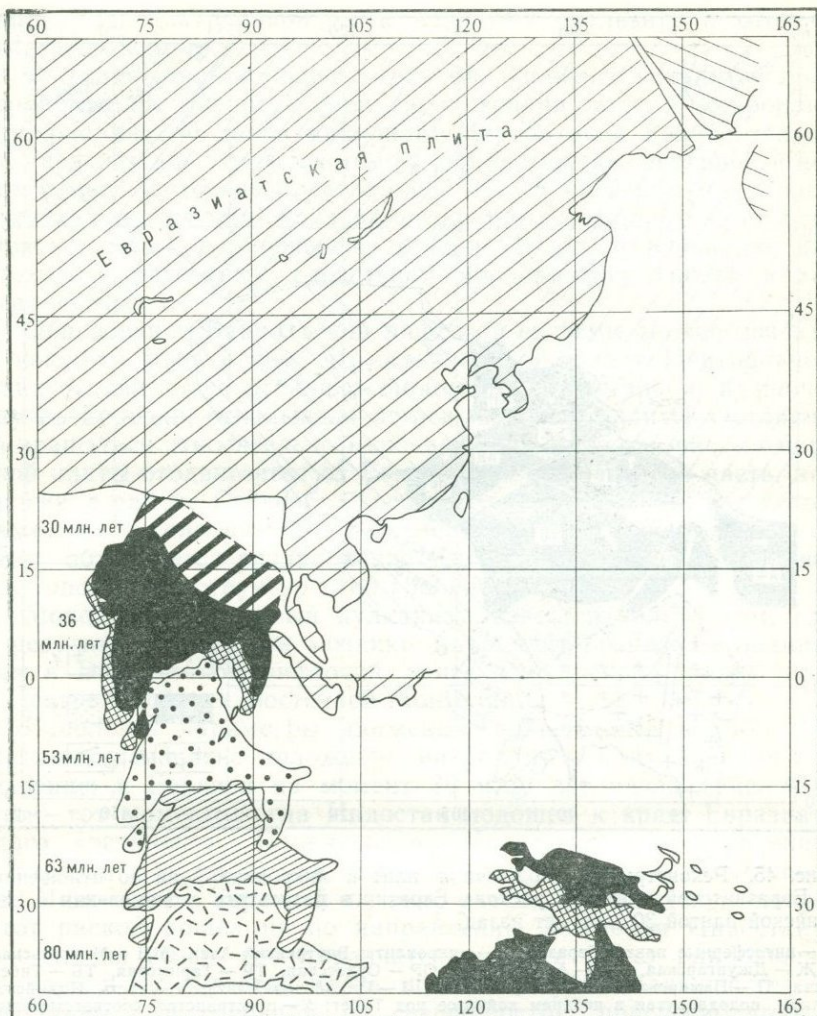 60 75 90 105 120 135 150 165
60 60
Евразиатская плита
45 45
30 30
30 млн. лет
15 15
36
млн. лет
0 0
53 млн. лет
15 15
63 млн. лет
30 30
80 млн. лет
60 75 90 105 120 135 150 165